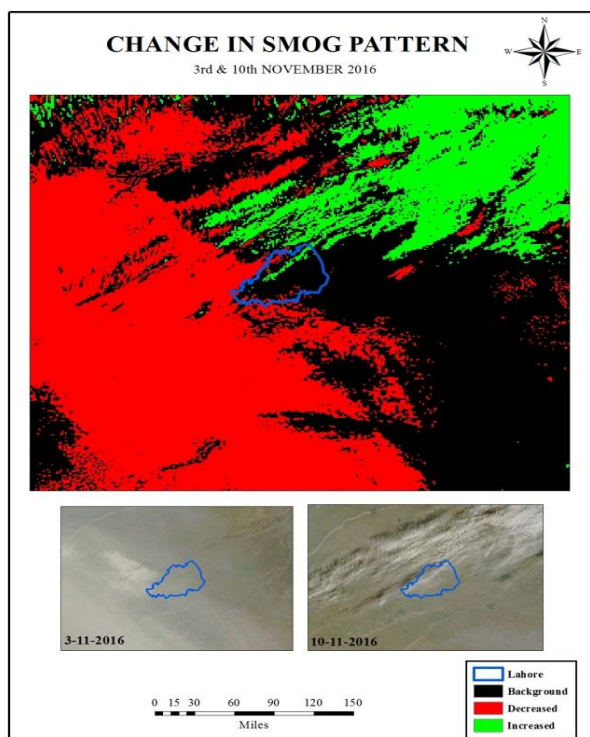 CHANGE IN SMOG PATTERN
3rd & 10th NOVEMBER 2016
N
W E
S
3-11-2016
10-11-2016
Lahore
Background
Decreased
Increased
0 15 30 60 90 120 150
Miles